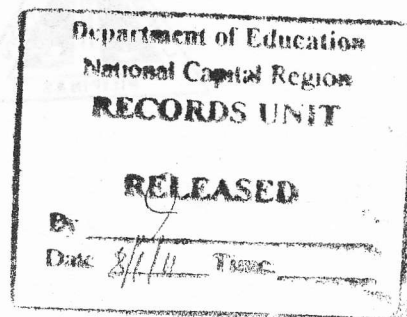 Department of Education
National Capital Region
RECORDS UNIT
RELEASED
By
Date 8/1/11 Time